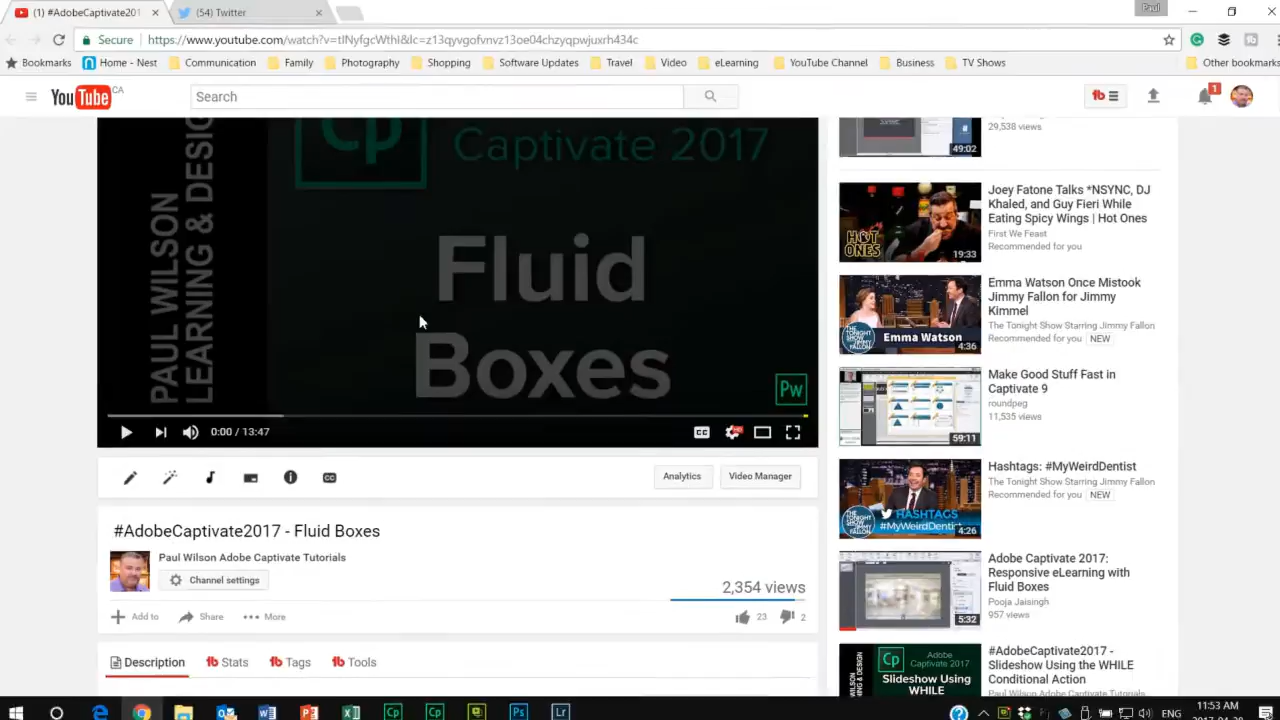 (1) #AdobeCaptivate201
(54) Twitter
Paul
Secure
https://www.youtube.com/watch?v=tINyfgcWthI&lc=z13qyvgofvnvz13oe04chzyqpwjuxrh434c
Bookmarks
Home - Nest
Communication
Family
Photography
Shopping
Software Updates
Travel
Video
eLearning
YouTube Channel
Business
TV Shows
Other bookmarks
YouTube CA
Search
tb
1
Cp
Captivate 2017
PAUL WILSON
LEARNING & DESIG
Fluid
Boxes
Pw
0:00 / 13:47
CC
HD
Analytics
Video Manager
#AdobeCaptivate2017 - Fluid Boxes
Paul Wilson Adobe Captivate Tutorials
Channel settings
2,354 views
Add to
Share
More
23
2
Description
tb Stats
tb Tags
tb Tools
29,538 views
49:02
Joey Fatone Talks *NSYNC, DJ
Khaled, and Guy Fieri While
Eating Spicy Wings | Hot Ones
First We Feast
Recommended for you
HOT
ONES
19:33
Emma Watson Once Mistook
Jimmy Fallon for Jimmy
Kimmel
The Tonight Show Starring Jimmy Fallon
Recommended for you NEW
Emma Watson
4:36
Make Good Stuff Fast in
Captivate 9
roundpeg
11,535 views
59:11
Hashtags: #MyWeirdDentist
The Tonight Show Starring Jimmy Fallon
Recommended for you NEW
HASHTAGS
#MyWeirdDentist
4:26
Adobe Captivate 2017:
Responsive eLearning with
Fluid Boxes
Pooja Jaisingh
957 views
5:32
#AdobeCaptivate2017 -
Slideshow Using the WHILE
Conditional Action
Paul Wilson Adobe Captivate Tutorials
Cp
Adobe
Captivate 2017
Slideshow Using
WHILE
11:53 AM
ENG